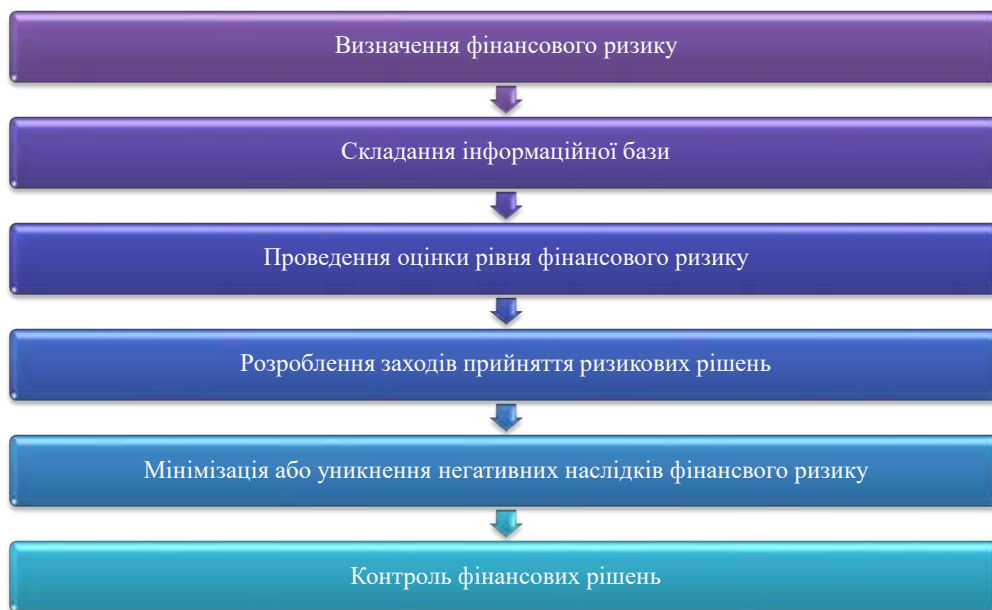 Визначення фінансового ризику
Складання інформаційної бази
Проведення оцінки рівня фінансового ризику
Розроблення заходів прийняття ризикових рішень
Мінімізація або уникнення негативних наслідків фінансвого ризику
Контроль фінансових рішень